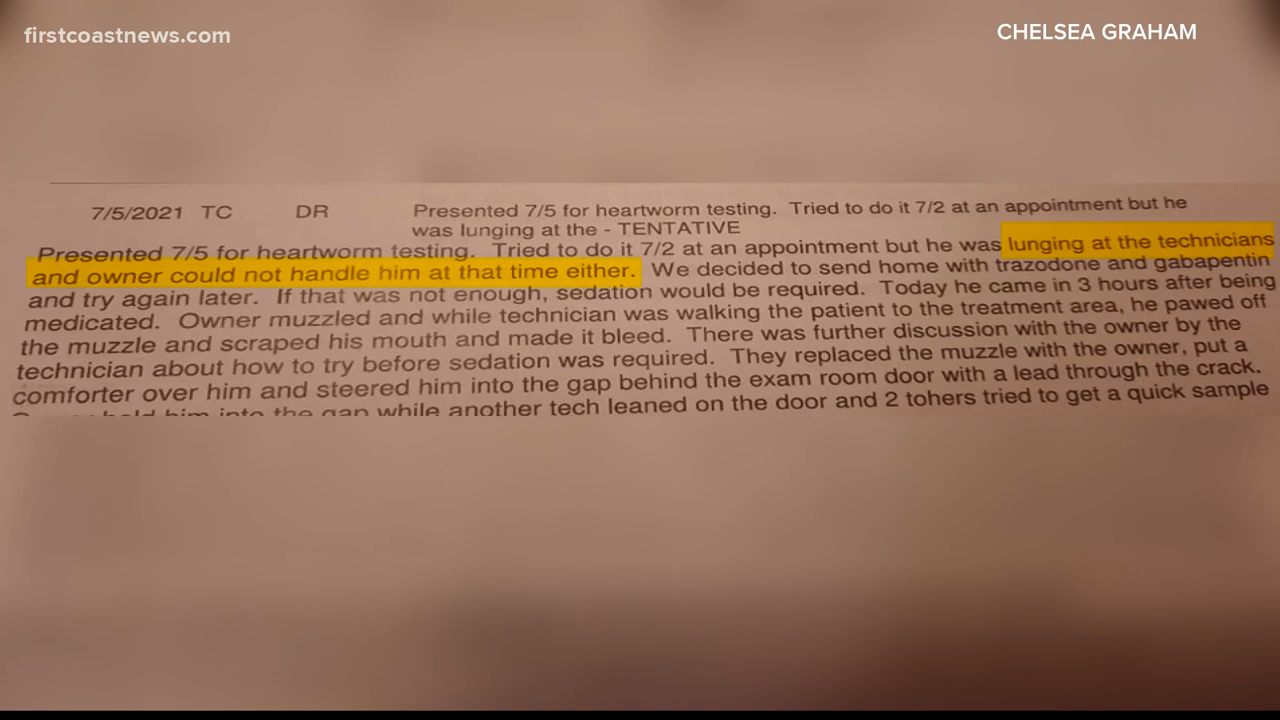 firstcoastnews.com
CHELSEA GRAHAM
7/5/2021 TC DR Presented 7/5 for heartworm testing. Tried to do it 7/2 at an appointment but he
was lunging at the - TENTATIVE
Presented 7/5 for heartworm testing. Tried to do it 7/2 at an appointment but he was lunging at the technicians
and owner could not handle him at that time either. We decided to send home with trazodone and gabapentin
and try again later. If that was not enough, sedation would be required. Today he came in 3 hours after being
medicated. Owner muzzled and while technician was walking the patient to the treatment area, he pawed off
the muzzle and scraped his mouth and made it bleed. There was further discussion with the owner by the
technician about how to try before sedation was required. They replaced the muzzle with the owner, put a
comforter over him and steered him into the gap behind the exam room door with a lead through the crack.
him into the gap while another tech leaned on the door and 2 tohers tried to get a quick sample